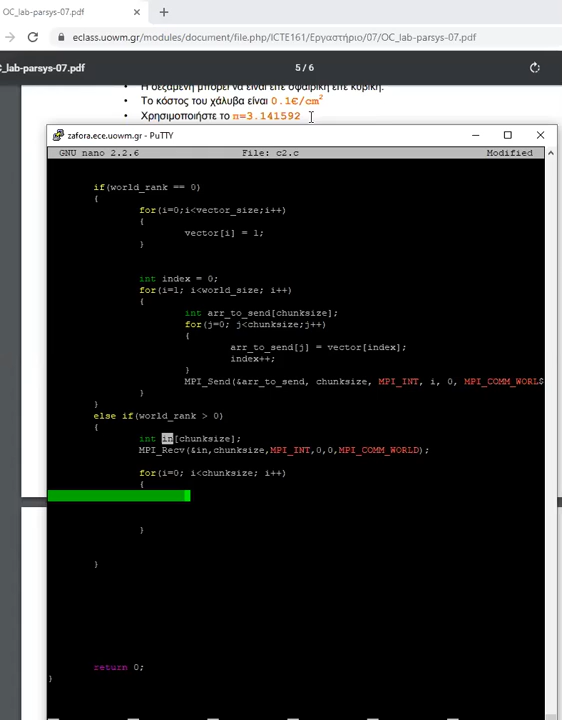 OC_lab-parsys-07.pdf
eclass.uowm.gr/modules/document/file.php/ICTE161/Εργαστήριο/07/OC_lab-parsys-07.pdf
C_lab-parsys-07.pdf 5 / 6
• Η δεξαμενή μπορεί να είναι είτε σφαιρική είτε κυβική.
• Το κόστος του χάλυβα είναι 0.1€/cm²
• Χρησιμοποιήστε το π=3.141592
zafora.ece.uowm.gr - PuTTY
GNU nano 2.2.6 File: c2.c Modified
if(world_rank == 0)
{
for(i=0;i<vector_size;i++)
{
vector[i] = 1;
}
int index = 0;
for(i=1; i<world_size; i++)
{
int arr_to_send[chunksize];
for(j=0; j<chunksize;j++)
{
arr_to_send[j] = vector[index];
index++;
}
MPI_Send(&arr_to_send, chunksize, MPI_INT, i, 0, MPI_COMM_WORL$
}
}
else if(world_rank > 0)
{
int in[chunksize];
MPI_Recv(&in,chunksize,MPI_INT,0,0,MPI_COMM_WORLD);
for(i=0; i<chunksize; i++)
{
}
}
return 0;
}